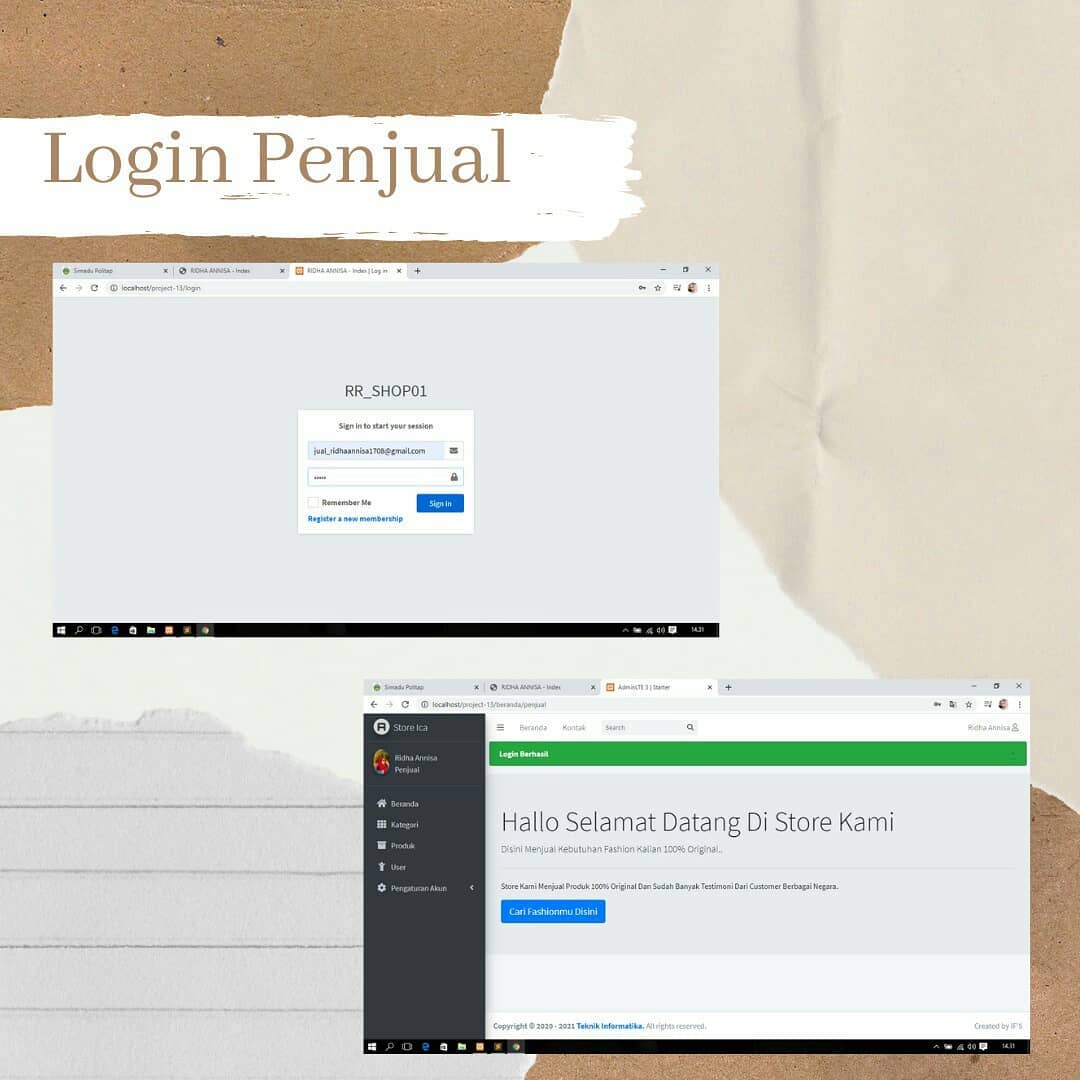 Login Penjual
Simadu Politap
RIDHA ANNISA - Index
RIDHA ANNISA - Index | Log in
localhost/project-13/login
RR_SHOP01
Sign in to start your session
jual_ridhaannisa1708@gmail.com
Remember Me
Sign In
Register a new membership
14.31
Simadu Politap
RIDHA ANNISA - Index
AdminLTE 3 | Starter
localhost/project-13/beranda/penjual
Store Ica
Beranda
Kontak
Search
Ridha Annisa
Login Berhasil
Ridha Annisa
Penjual
Beranda
Kategori
Produk
User
Pengaturan Akun
Hallo Selamat Datang Di Store Kami
Disini Menjual Kebutuhan Fashion Kalian 100% Original..
Store Kami Menjual Produk 100% Original Dan Sudah Banyak Testimoni Dari Customer Berbagai Negara.
Cari Fashionmu Disini
Copyright © 2020 - 2021 Teknik Informatika. All rights reserved.
Created by IF'S
14.31